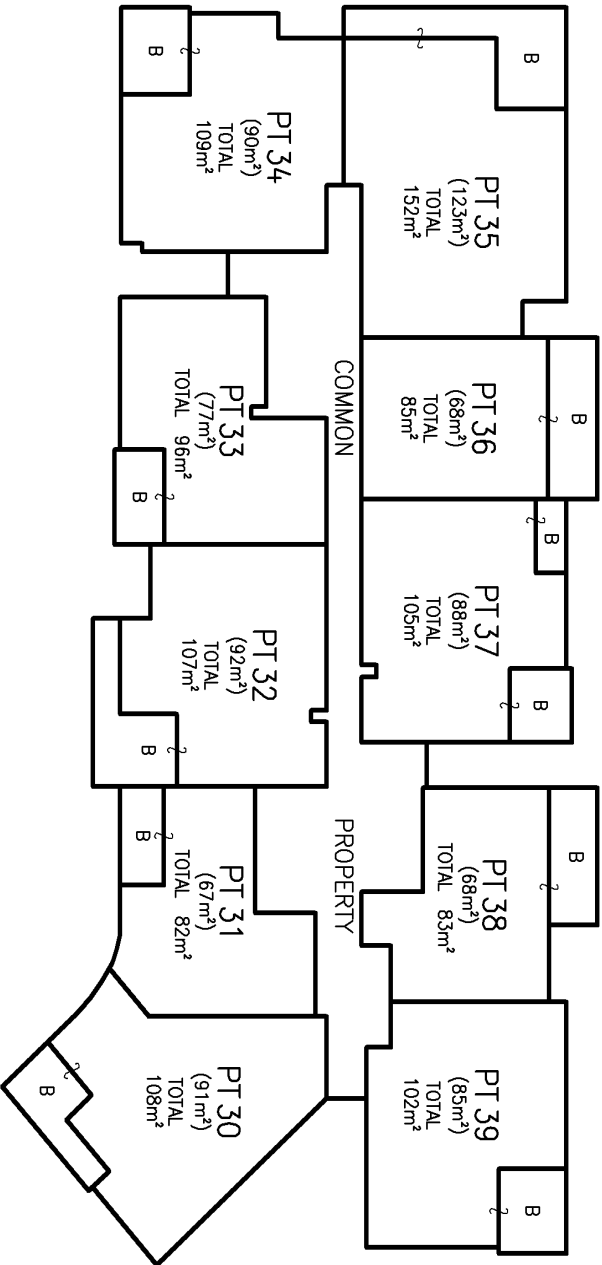 B
PT 34
(90m²)
TOTAL
109m²
B
PT 35
(123m²)
TOTAL
152m²
COMMON
B
PT 36
(68m²)
TOTAL
85m²
PT 33
(77m²)
TOTAL 96m²
B
B
PT 37
(88m²)
TOTAL
105m²
B
PT 32
(92m²)
TOTAL
107m²
B
PROPERTY
B
PT 38
(68m²)
TOTAL 83m²
B
PT 31
(67m²)
TOTAL 82m²
PT 39
(85m²)
TOTAL
102m²
B
PT 30
(91m²)
TOTAL
108m²
B